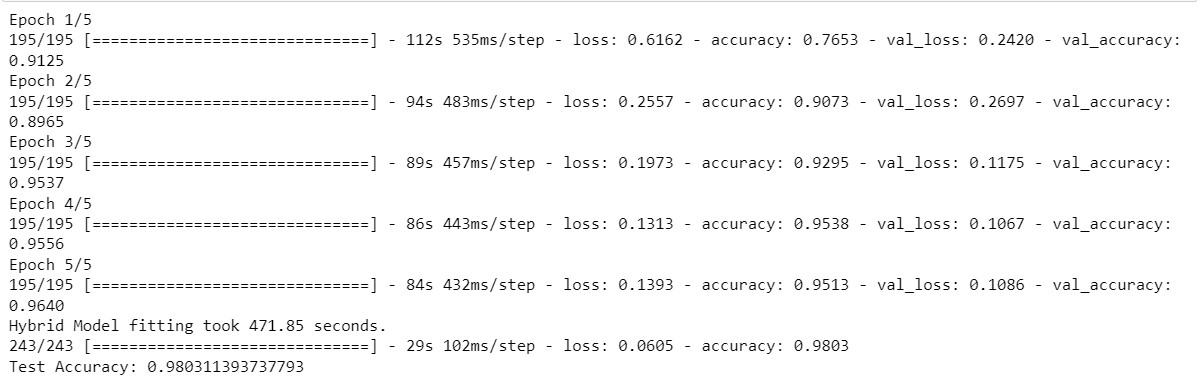 Epoch 1/5
195/195 [==============================] - 112s 535ms/step - loss: 0.6162 - accuracy: 0.7653 - val_loss: 0.2420 - val_accuracy:
0.9125
Epoch 2/5
195/195 [==============================] - 94s 483ms/step - loss: 0.2557 - accuracy: 0.9073 - val_loss: 0.2697 - val_accuracy:
0.8965
Epoch 3/5
195/195 [==============================] - 89s 457ms/step - loss: 0.1973 - accuracy: 0.9295 - val_loss: 0.1175 - val_accuracy:
0.9537
Epoch 4/5
195/195 [==============================] - 86s 443ms/step - loss: 0.1313 - accuracy: 0.9538 - val_loss: 0.1067 - val_accuracy:
0.9556
Epoch 5/5
195/195 [==============================] - 84s 432ms/step - loss: 0.1393 - accuracy: 0.9513 - val_loss: 0.1086 - val_accuracy:
0.9640
Hybrid Model fitting took 471.85 seconds.
243/243 [==============================] - 29s 102ms/step - loss: 0.0605 - accuracy: 0.9803
Test Accuracy: 0.980311393737793